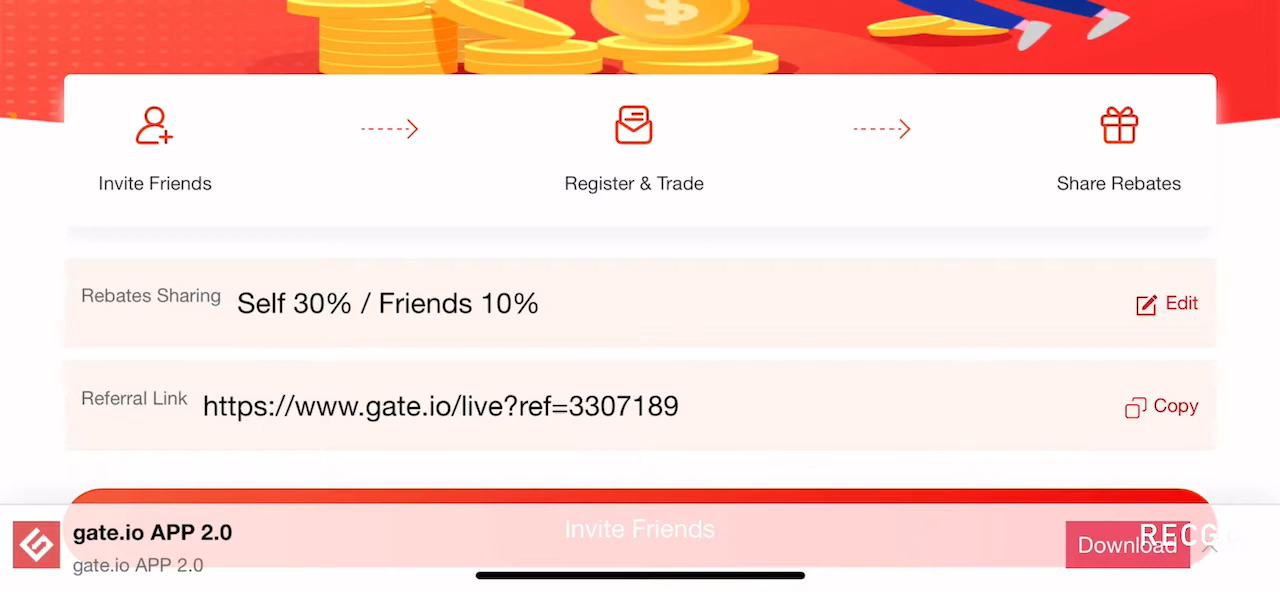 Invite Friends
Register & Trade
Share Rebates
Rebates Sharing Self 30% / Friends 10%
Edit
Referral Link https://www.gate.io/live?ref=3307189
Copy
Invite Friends
gate.io APP 2.0
gate.io APP 2.0
Download
RECG